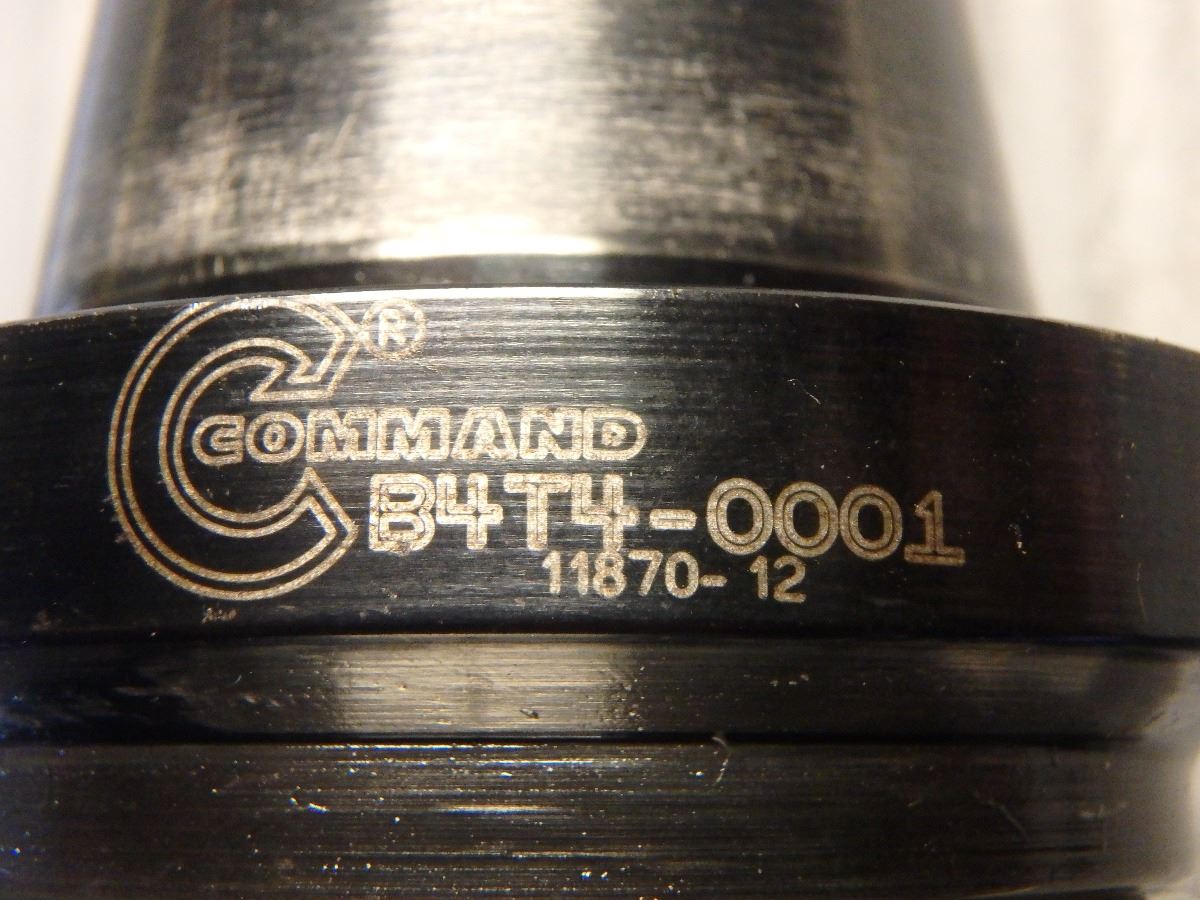 ®
COMMAND
B4T4-0001
11870-12